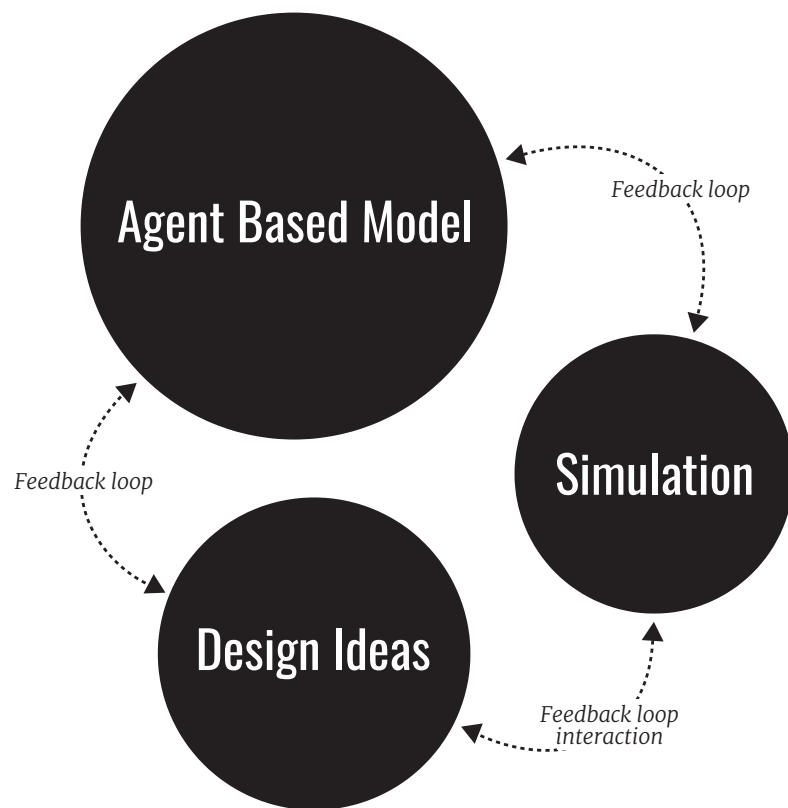 Agent Based Model
Feedback loop
Simulation
Feedback loop
Design Ideas
Feedback loop
interaction